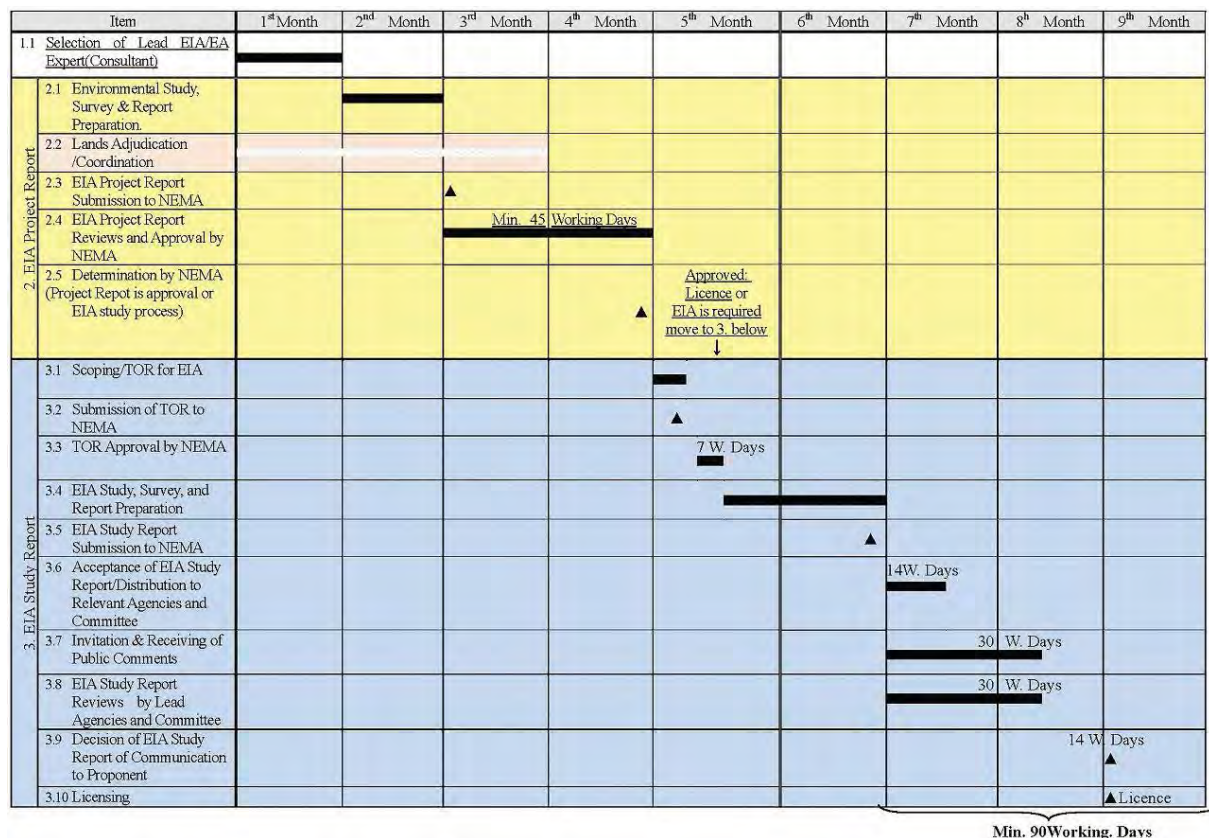 Item 1st Month 2nd Month 3rd Month 4th Month 5th Month 6th Month 7th Month 8h Month 9th Month
1.1 Selection of Lead EIA/EA
Expert(Consultant)
2. EIA Project Report
2.1 Environmental Study,
Survey & Report
Preparation.
2.2 Lands Adjudication
/Coordination
2.3 EIA Project Report
Submission to NEMA
2.4 EIA Project Report
Reviews and Approval by
NEMA
Min. 45 Working Days
2.5 Determination by NEMA
(Project Repot is approval or
EIA study process)
Approved:
Licence or
EIA is required
move to 3. below
3. EIA Study Report
3.1 Scoping/TOR for EIA
3.2 Submission of TOR to
NEMA
3.3 TOR Approval by NEMA
7 W. Days
3.4 EIA Study, Survey, and
Report Preparation
3.5 EIA Study Report
Submission to NEMA
3.6 Acceptance of EIA Study
Report/Distribution to
Relevant Agencies and
Committee
14W. Days
3.7 Invitation & Receiving of
Public Comments
30 W. Days
3.8 EIA Study Report
Reviews by Lead
Agencies and Committee
30 W. Days
3.9 Decision of EIA Study
Report of Communication
to Proponent
14 W. Days
3.10 Licensing
Licence
Min. 90Working. Days